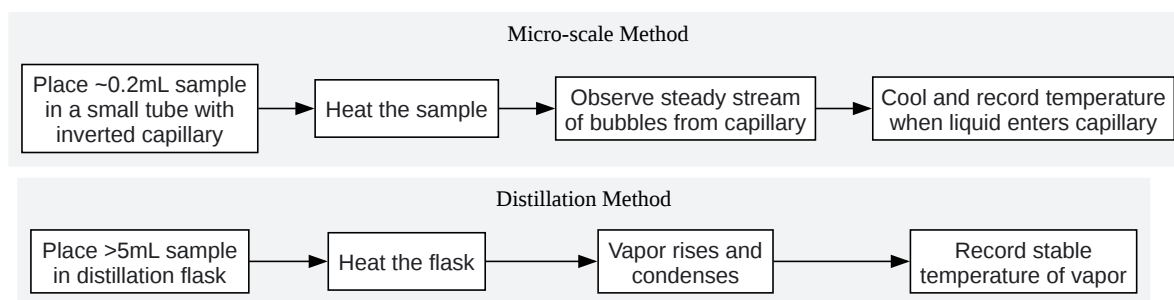 Micro-scale Method
Place ~0.2mL sample
in a small tube with
inverted capillary
Heat the sample
Observe steady stream
of bubbles from capillary
Cool and record temperature
when liquid enters capillary
Distillation Method
Place >5mL sample
in distillation flask
Heat the flask
Vapor rises and
condenses
Record stable
temperature of vapor